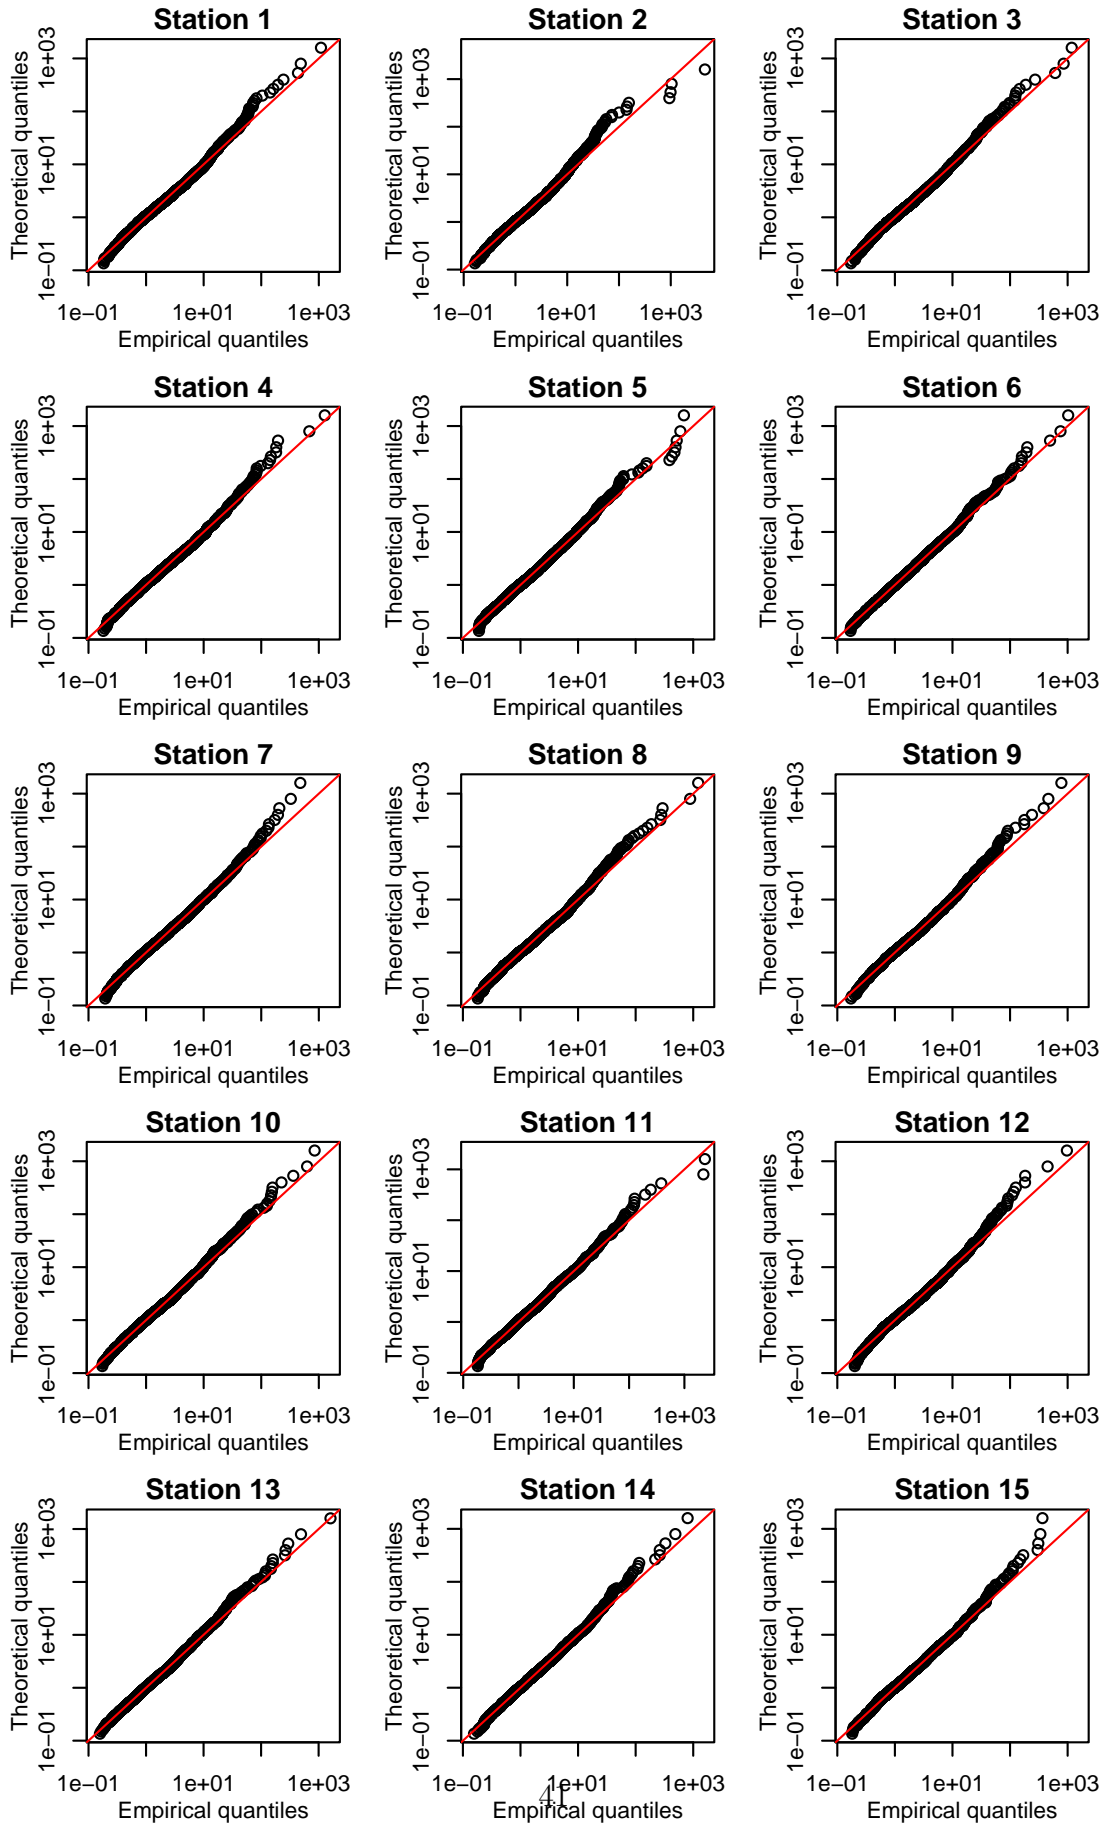 Station 1 Station 2 Station 3
Theoretical quantiles Theoretical quantiles Theoretical quantiles
1e−01 1e+01 1e+03 1e−01 1e+01 1e+03 1e−01 1e+01 1e+03
1e−01 1e+01 1e+03 1e−01 1e+01 1e+03 1e−01 1e+01 1e+03
Empirical quantiles Empirical quantiles Empirical quantiles
Station 4 Station 5 Station 6
Theoretical quantiles Theoretical quantiles Theoretical quantiles
1e−01 1e+01 1e+03 1e−01 1e+01 1e+03 1e−01 1e+01 1e+03
1e−01 1e+01 1e+03 1e−01 1e+01 1e+03 1e−01 1e+01 1e+03
Empirical quantiles Empirical quantiles Empirical quantiles
Station 7 Station 8 Station 9
Theoretical quantiles Theoretical quantiles Theoretical quantiles
1e−01 1e+01 1e+03 1e−01 1e+01 1e+03 1e−01 1e+01 1e+03
1e−01 1e+01 1e+03 1e−01 1e+01 1e+03 1e−01 1e+01 1e+03
Empirical quantiles Empirical quantiles Empirical quantiles
Station 10 Station 11 Station 12
Theoretical quantiles Theoretical quantiles Theoretical quantiles
1e−01 1e+01 1e+03 1e−01 1e+01 1e+03 1e−01 1e+01 1e+03
1e−01 1e+01 1e+03 1e−01 1e+01 1e+03 1e−01 1e+01 1e+03
Empirical quantiles Empirical quantiles Empirical quantiles
Station 13 Station 14 Station 15
Theoretical quantiles Theoretical quantiles Theoretical quantiles
1e−01 1e+01 1e+03 1e−01 1e+01 1e+03 1e−01 1e+01 1e+03
1e−01 1e+01 1e+03 1e−01 1e+01 1e+03 1e−01 1e+01 1e+03
41
Empirical quantiles Empirical quantiles Empirical quantiles